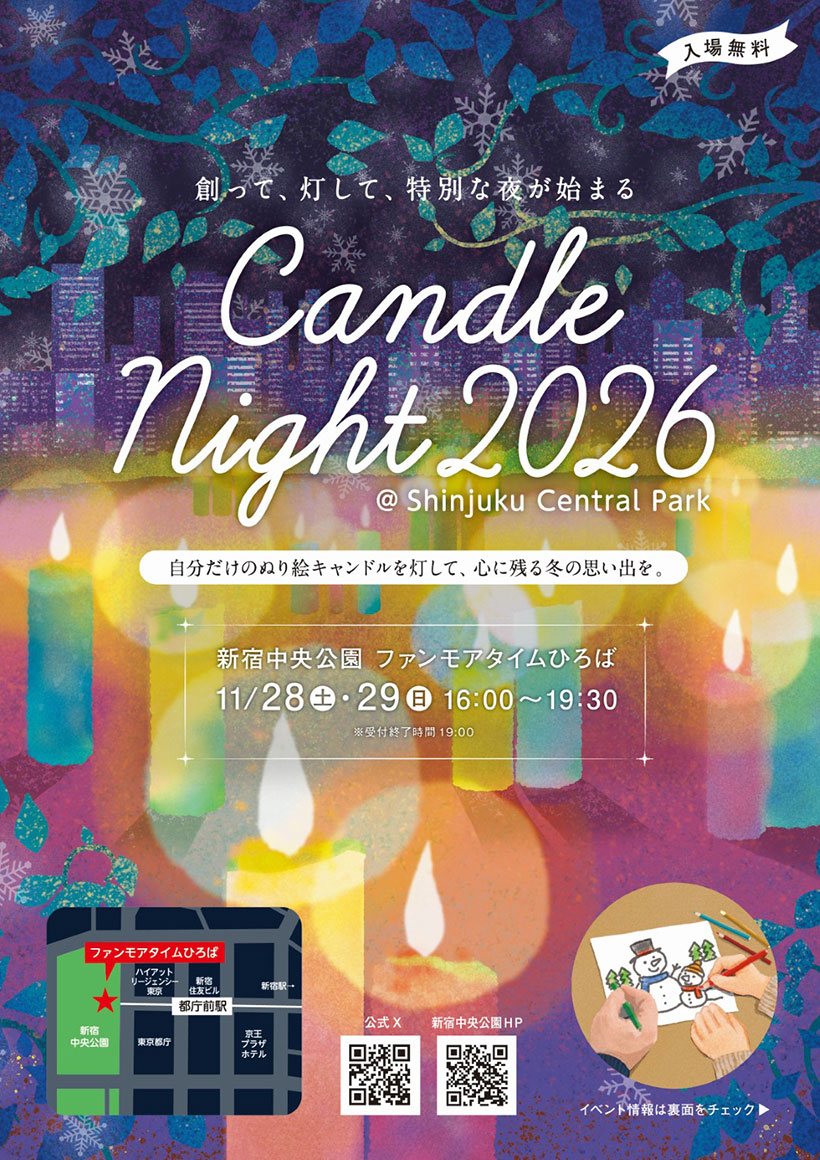 入場無料
創って、灯して、特別な夜が始まる
Candle
Night 2026
@ Shinjuku Central Park
自分だけのぬり絵キャンドルを灯して、心に残る冬の思い出を。
新宿中央公園 ファンモアタイムひろば
11/28土・29日 16:00〜19:30
※受付終了時間 19:00
ファンモアタイムひろば
ハイアット
リージェンシー
東京
新宿
住友ビル
新宿駅→
都庁前駅
新宿
中央公園
東京都庁
京王
プラザ
ホテル
公式 X
新宿中央公園HP
イベント情報は裏面をチェック▶